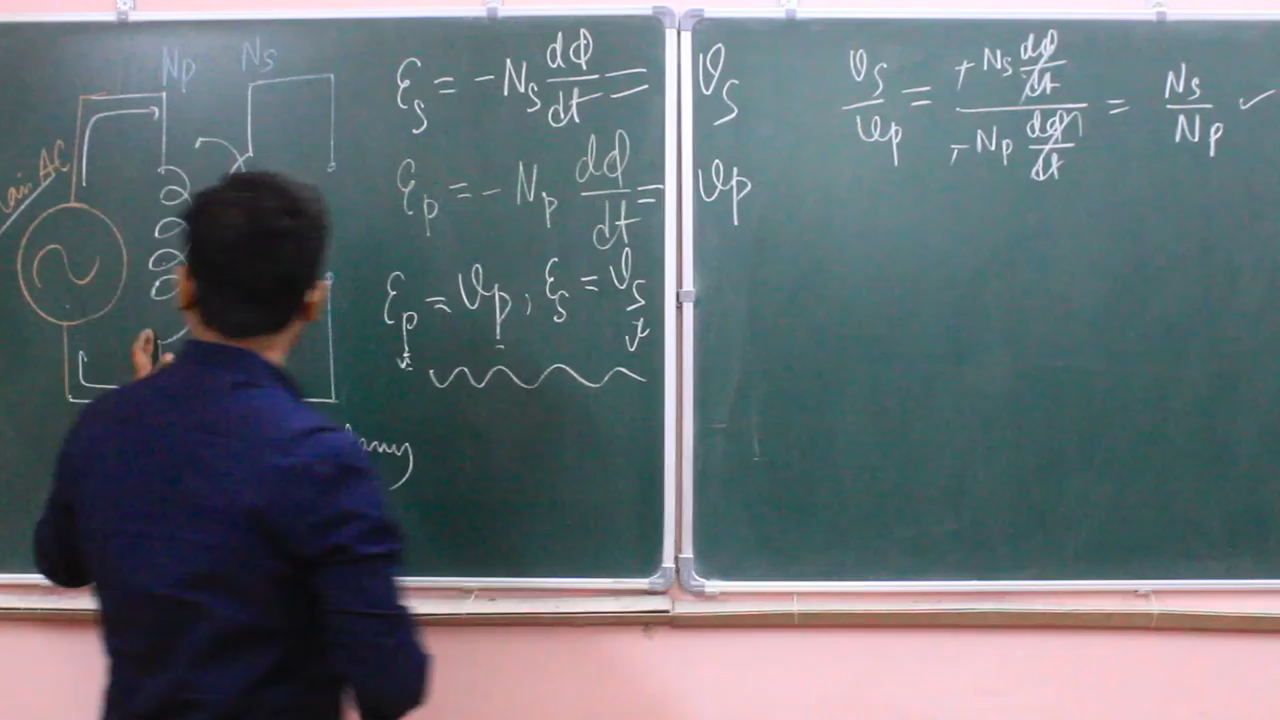 Np Ns
ain AC
εs = -Ns dΦ/dt = Vs
εp = -Np dΦ/dt = Vp
εp = Vp, εs = Vs
Vs/Vp = -Ns dΦ/dt / -Np dΦ/dt = Ns/Np ✓